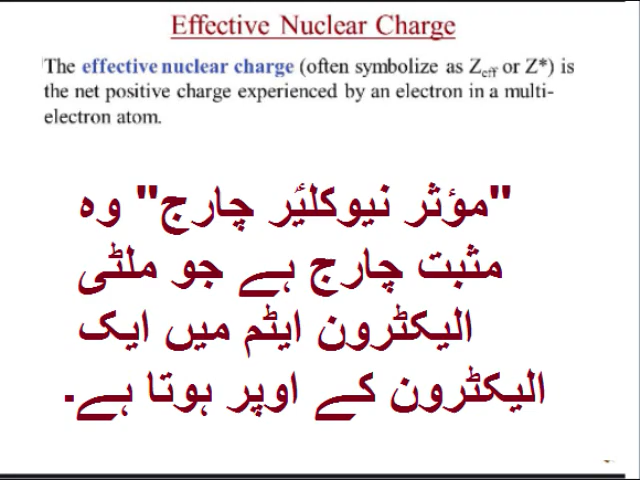 Effective Nuclear Charge
The effective nuclear charge (often symbolize as Zeff or Z*) is
the net positive charge experienced by an electron in a multi-
electron atom.
"مؤثر نیوکلیئر چارج" وہ
مثبت چارج ہے جو ملٹی
الیکٹرون ایٹم میں ایک
الیکٹرون کے اوپر ہوتا ہے۔